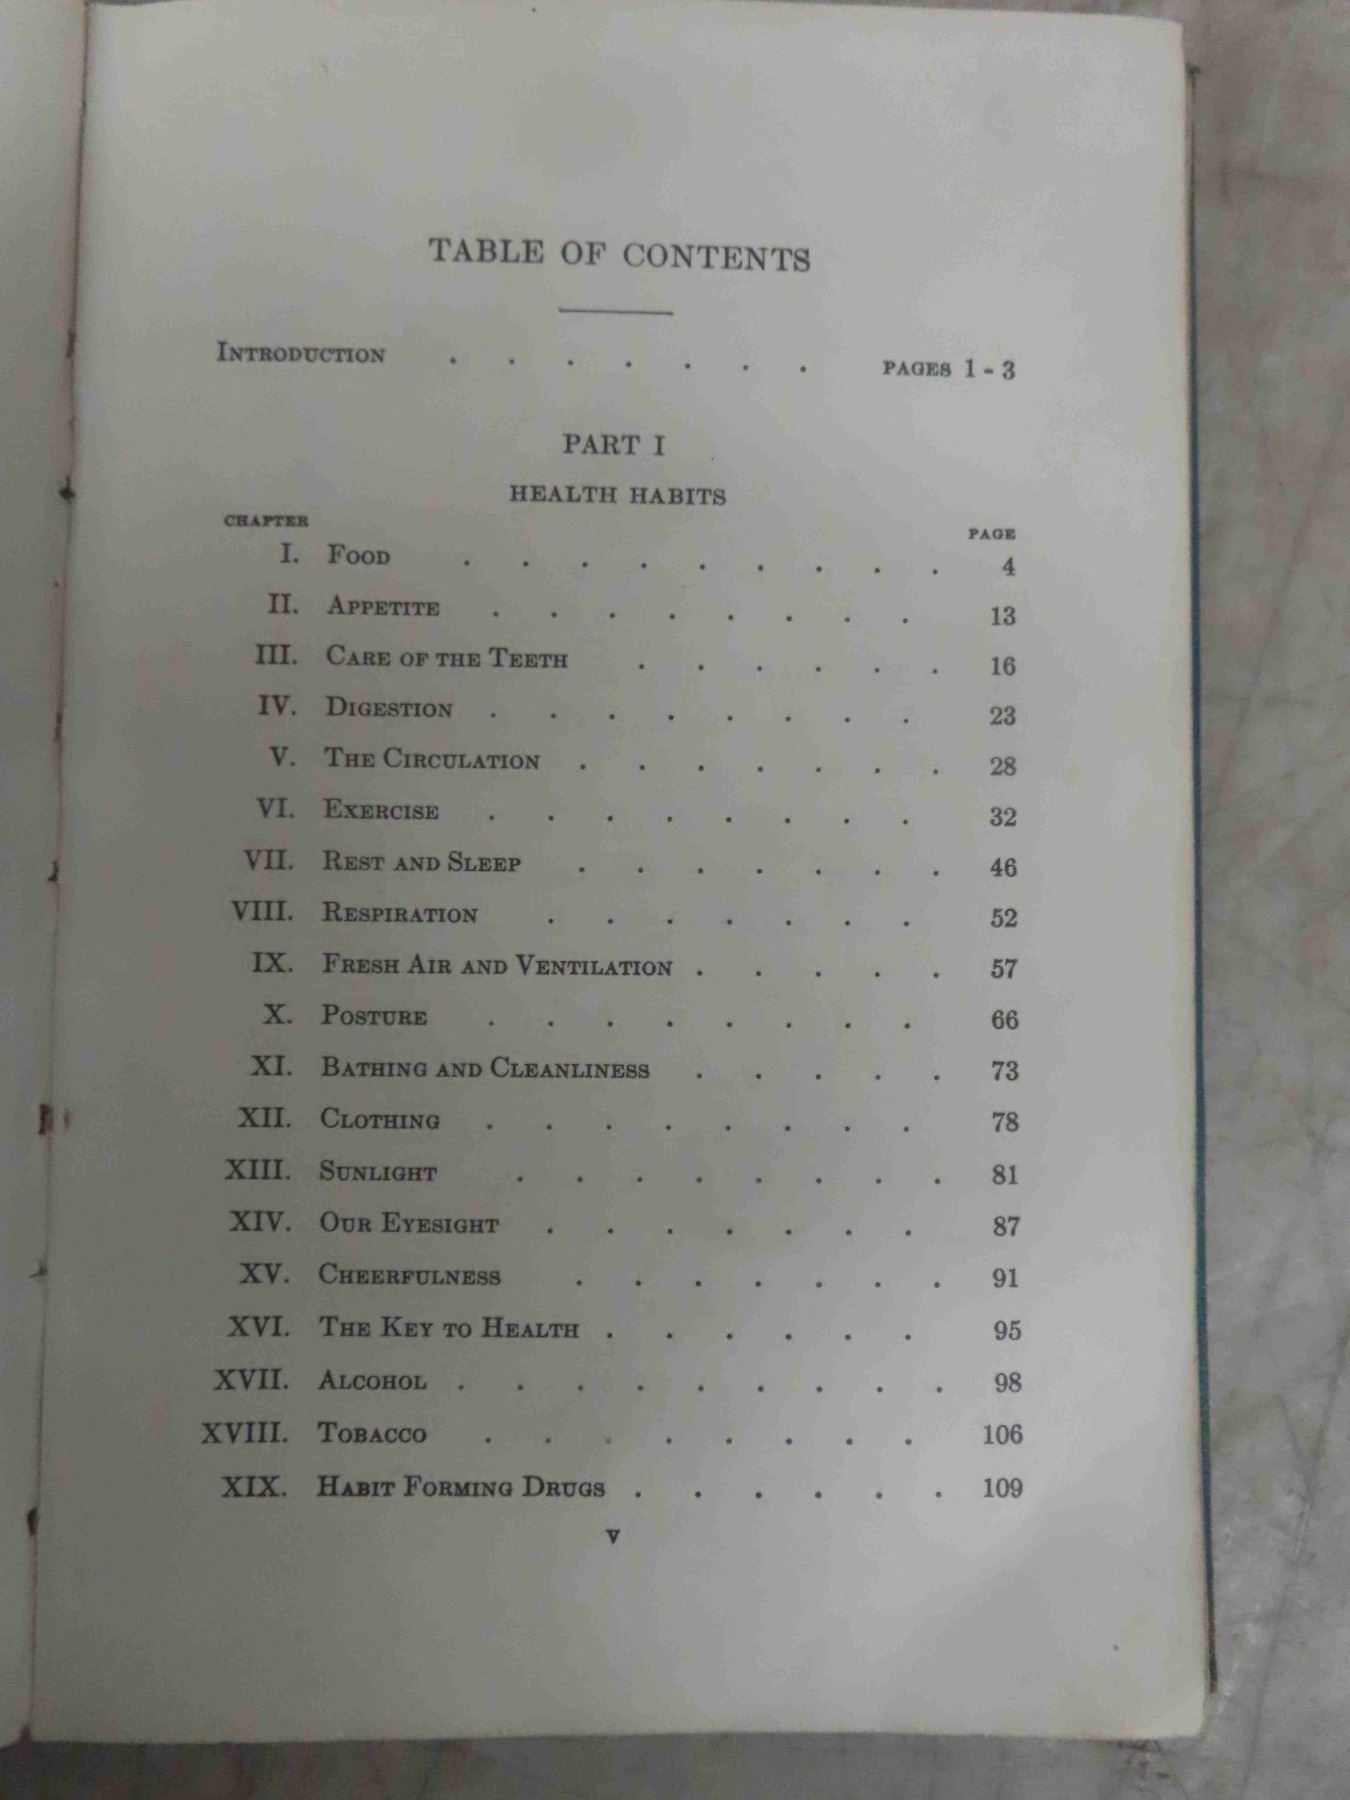 TABLE OF CONTENTS
INTRODUCTION . . . . . . . PAGES 1 - 3
PART I
HEALTH HABITS
CHAPTER PAGE
I. FOOD . . . . . . . . . 4
II. APPETITE . . . . . . . . 13
III. CARE OF THE TEETH . . . . . . 16
IV. DIGESTION . . . . . . . . 23
V. THE CIRCULATION . . . . . . . 28
VI. EXERCISE . . . . . . . . 32
VII. REST AND SLEEP . . . . . . . 46
VIII. RESPIRATION . . . . . . . 52
IX. FRESH AIR AND VENTILATION . . . . . 57
X. POSTURE . . . . . . . . 66
XI. BATHING AND CLEANLINESS . . . . . 73
XII. CLOTHING . . . . . . . . 78
XIII. SUNLIGHT . . . . . . . . 81
XIV. OUR EYESIGHT . . . . . . . 87
XV. CHEERFULNESS . . . . . . . 91
XVI. THE KEY TO HEALTH . . . . . . 95
XVII. ALCOHOL . . . . . . . . . 98
XVIII. TOBACCO . . . . . . . . 106
XIX. HABIT FORMING DRUGS . . . . . . 109
v